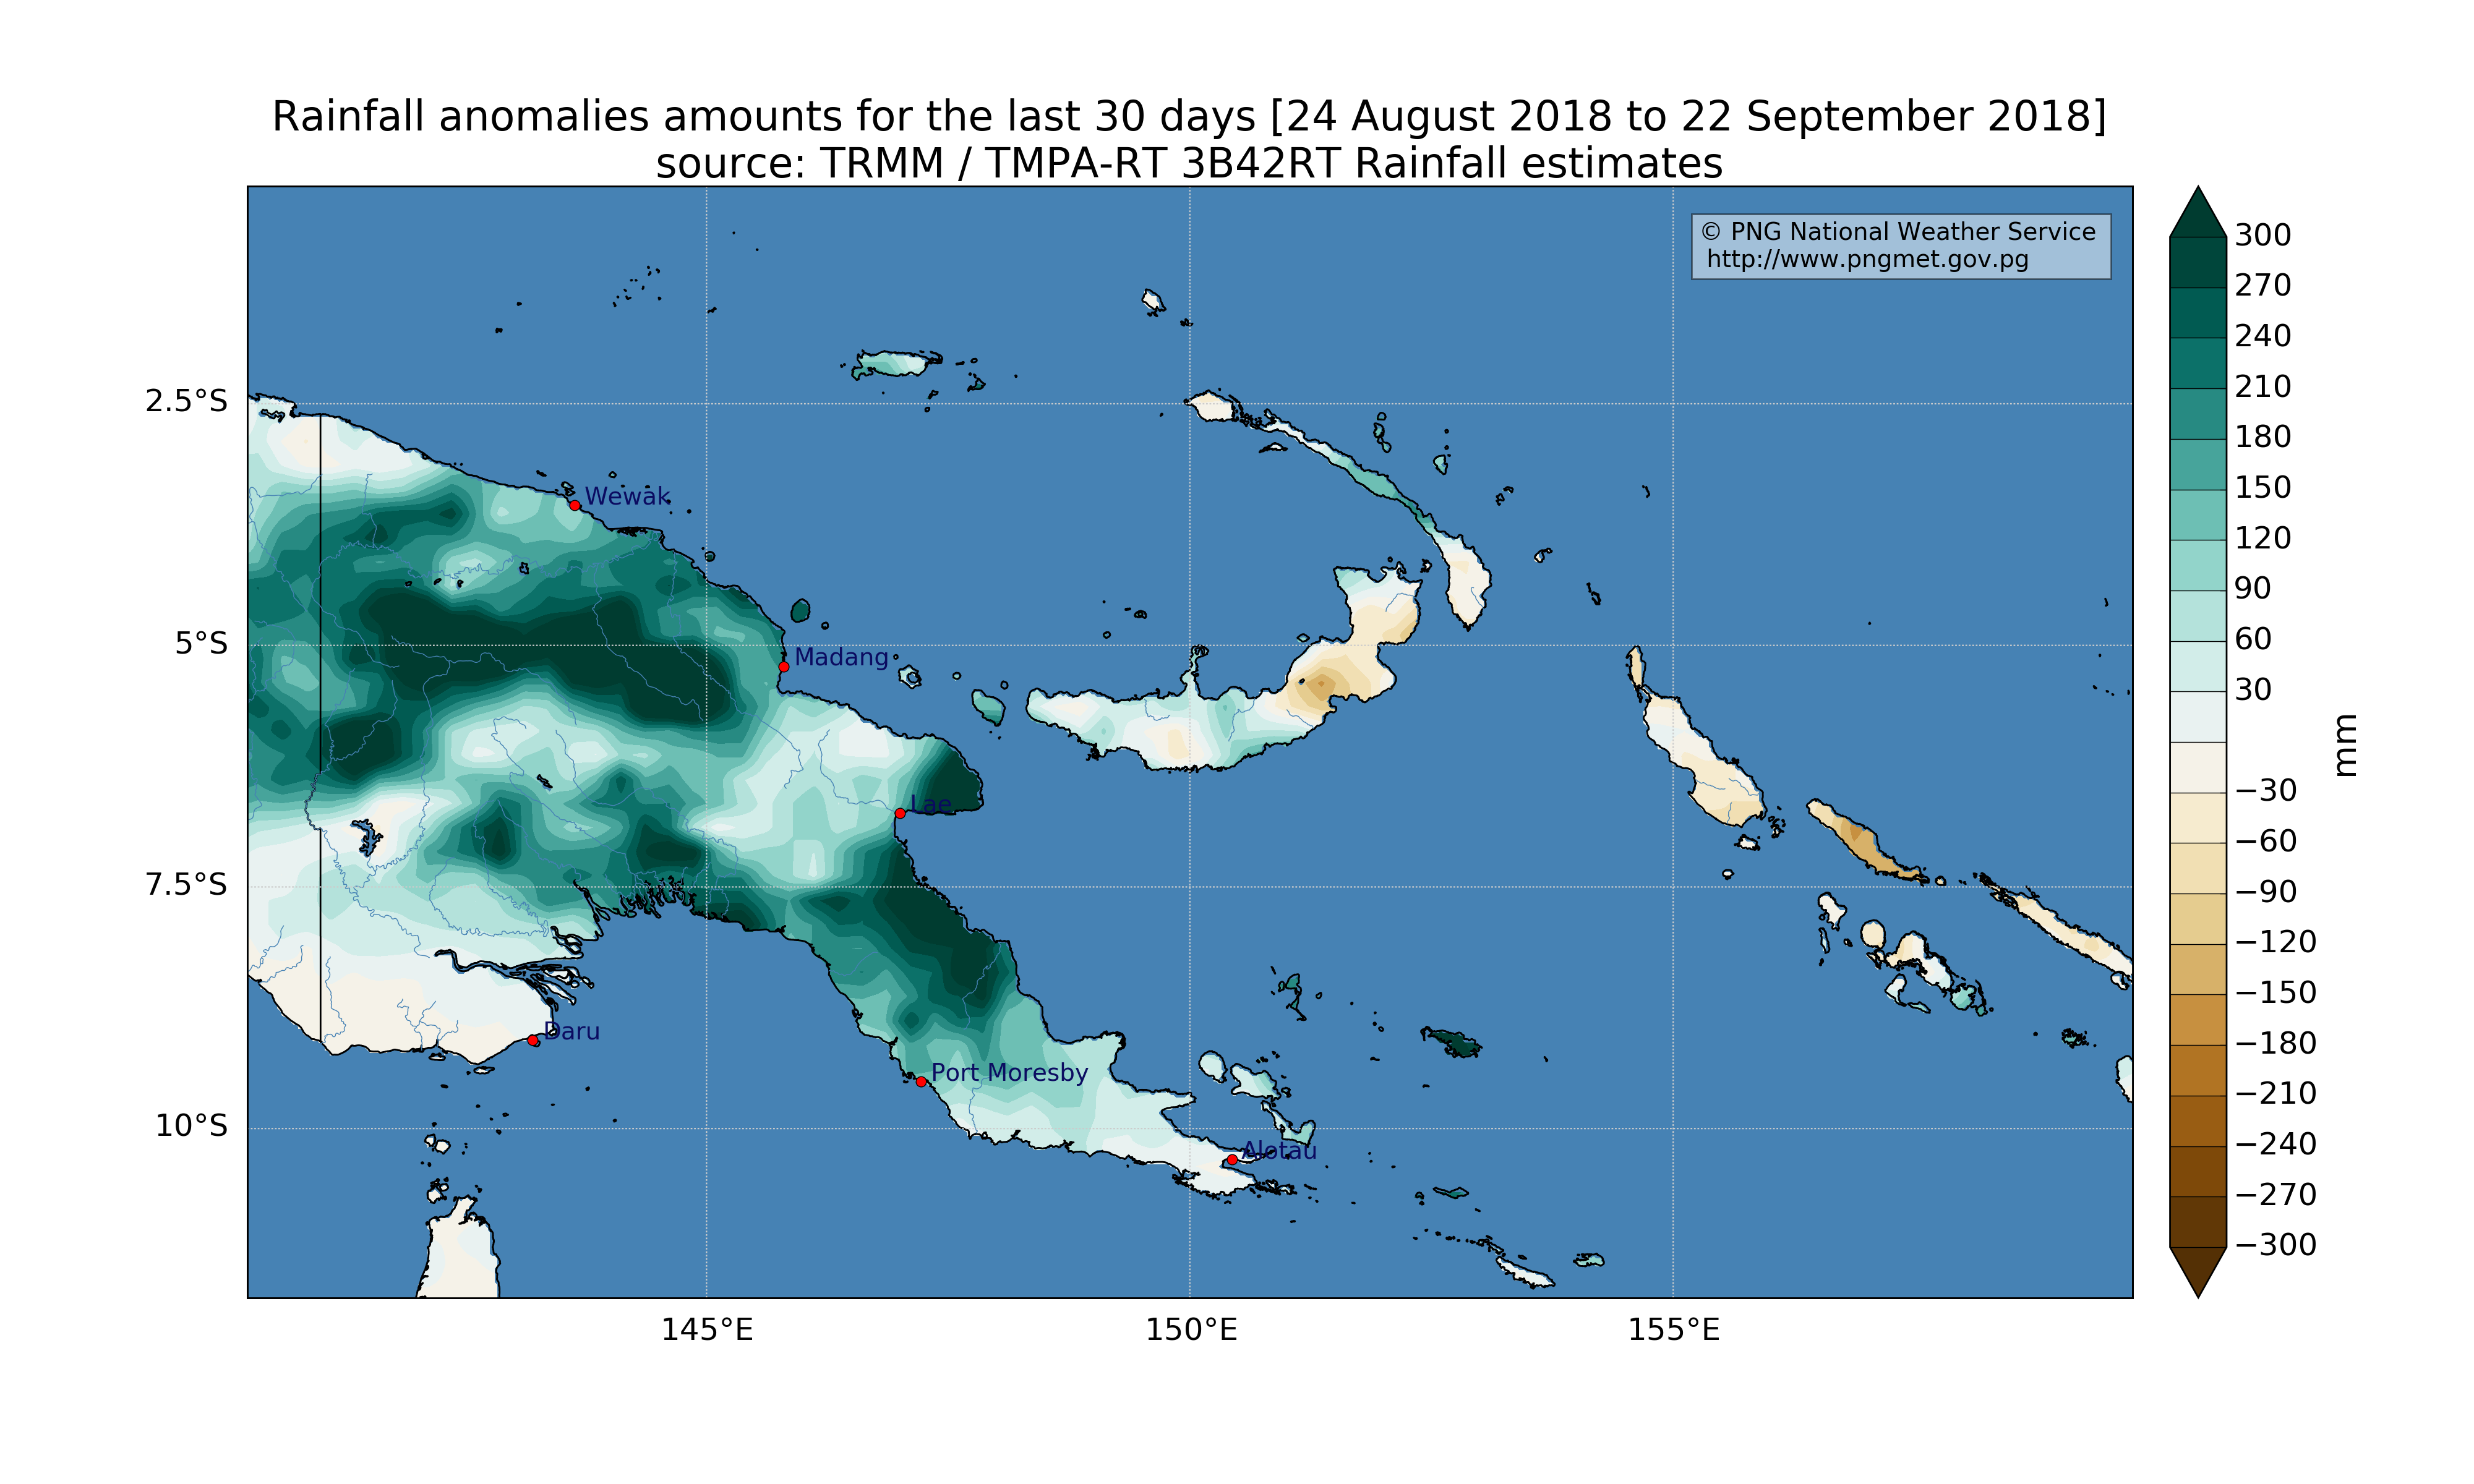 Rainfall anomalies amounts for the last 30 days [24 August 2018 to 22 September 2018]
source: TRMM / TMPA-RT 3B42RT Rainfall estimates
© PNG National Weather Service
http://www.pngmet.gov.pg
2.5°S
5°S
7.5°S
10°S
Wewak
Madang
Lae
Daru
Port Moresby
Alotau
145°E
150°E
155°E
300
270
240
210
180
150
120
90
60
30
−30
−60
−90
−120
−150
−180
−210
−240
−270
−300
mm